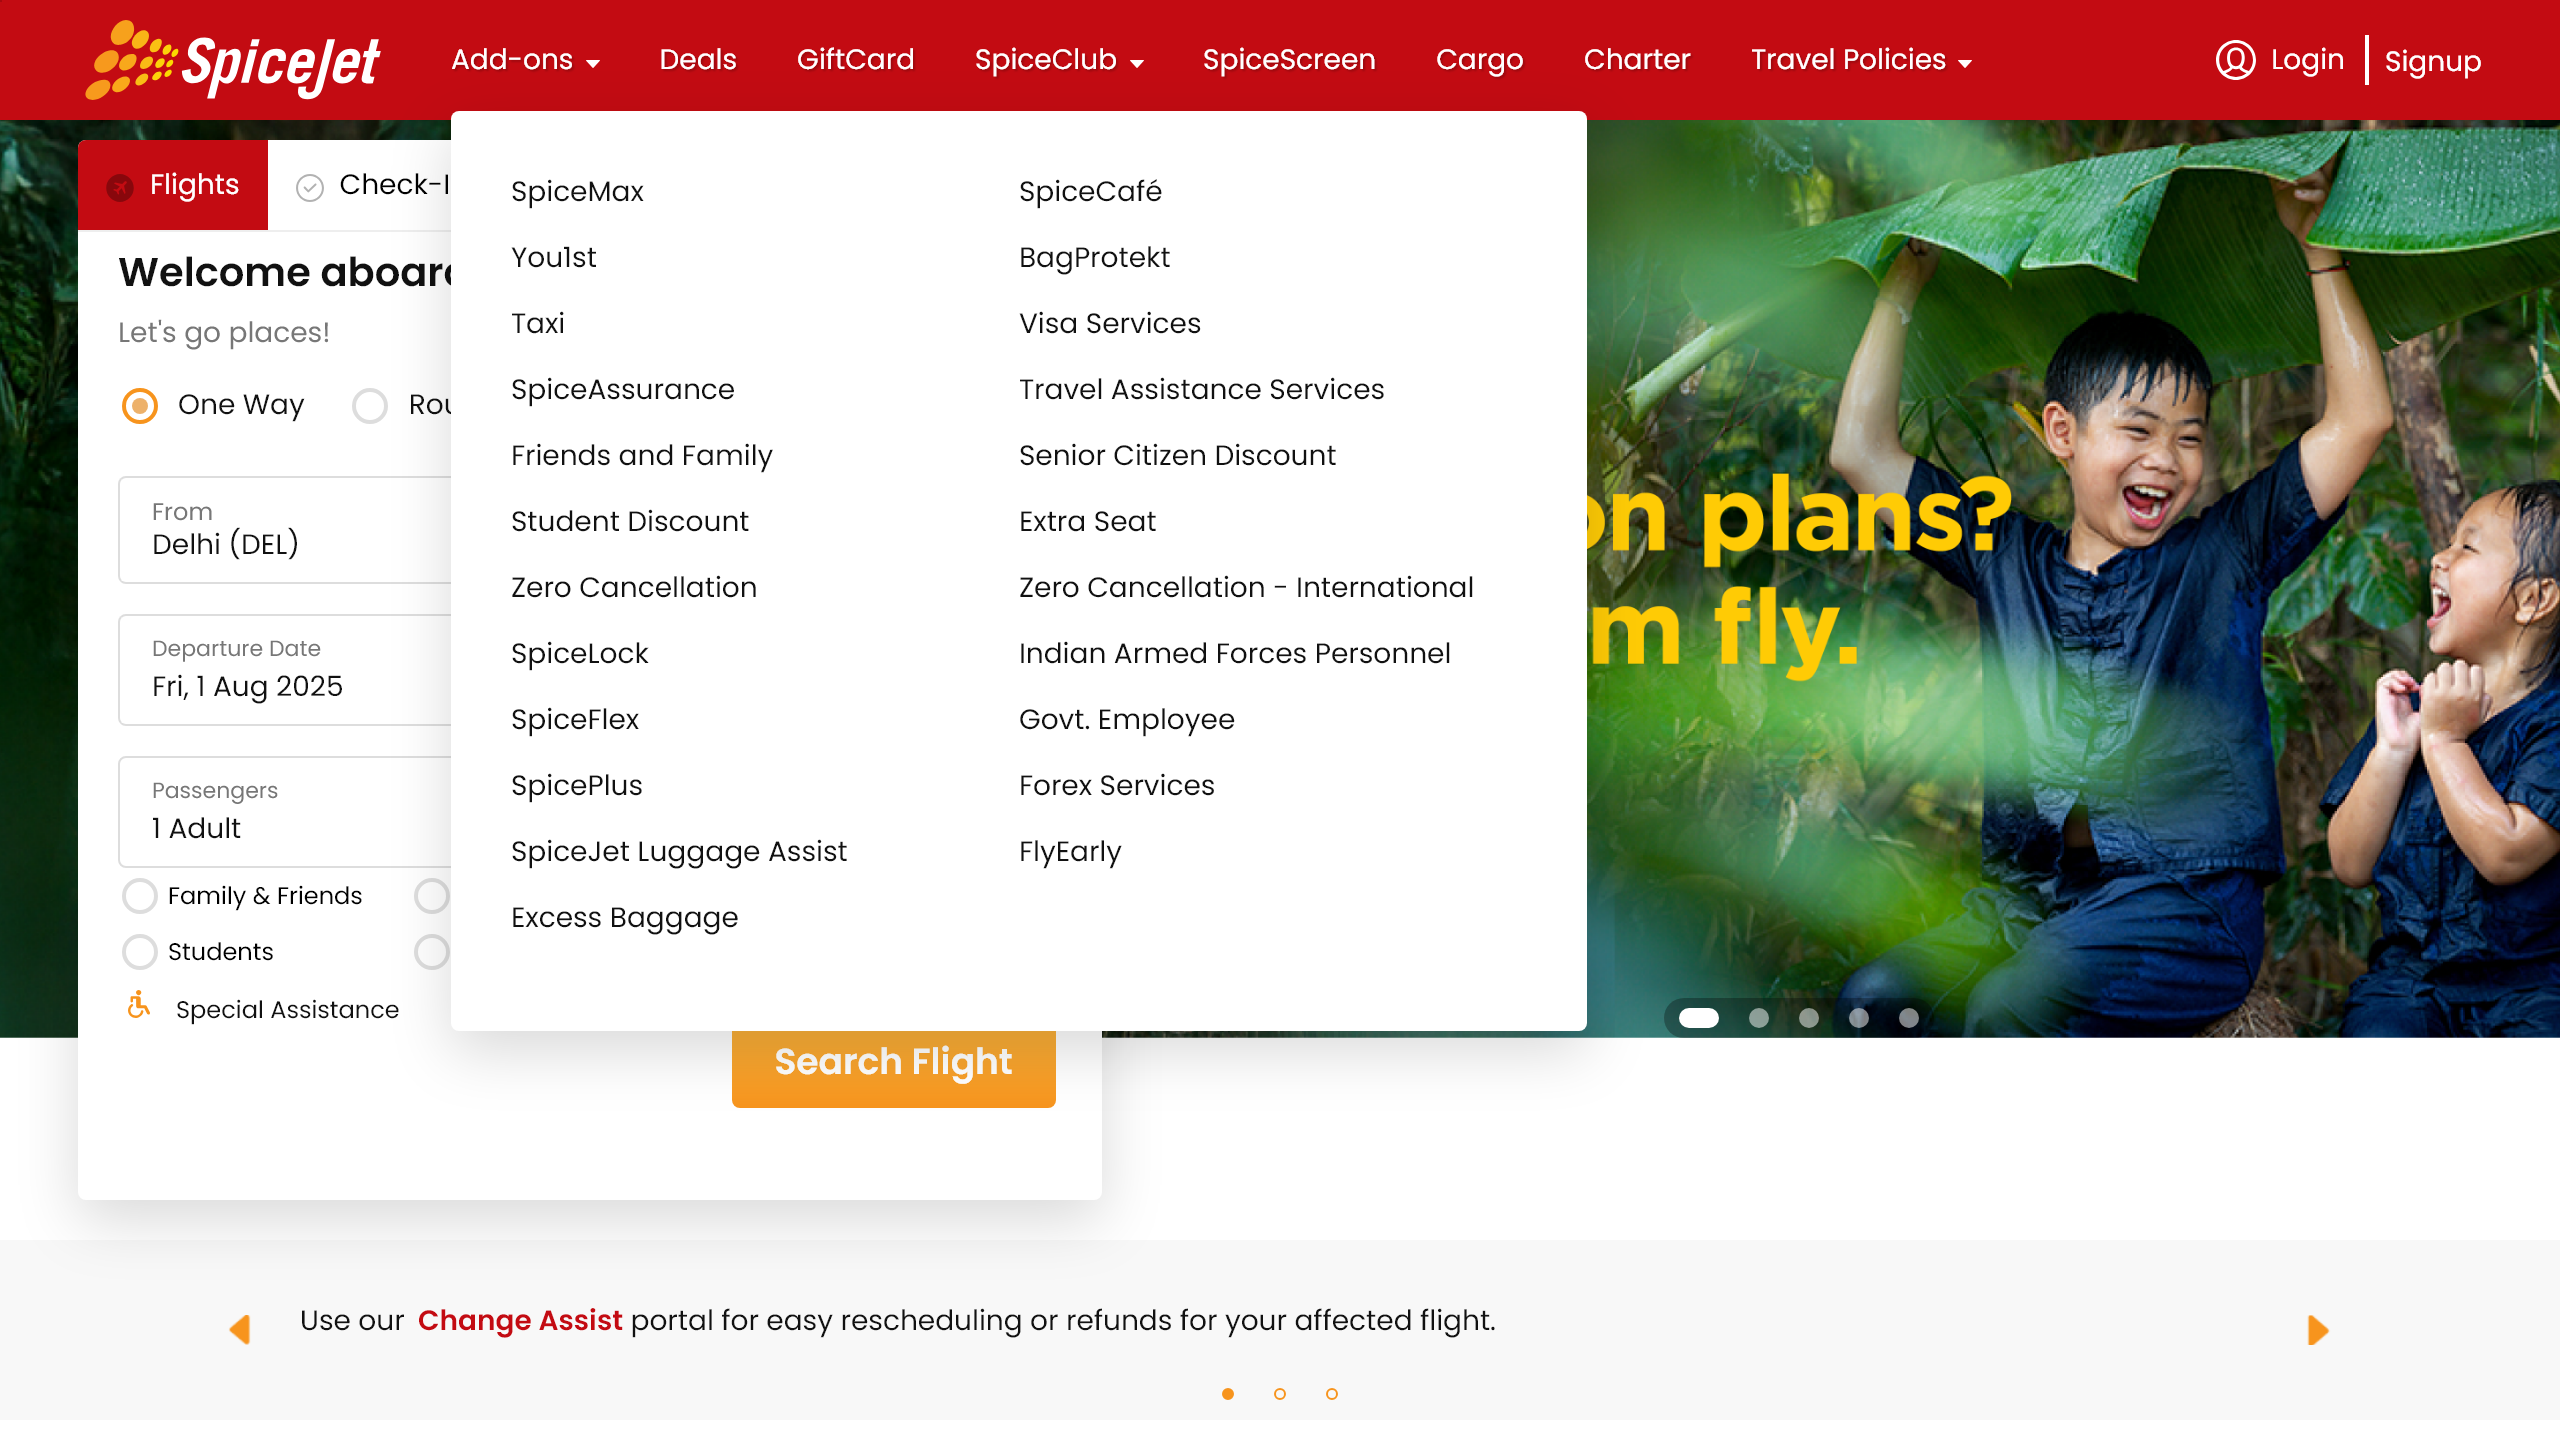 SpiceJet
Add-ons
Deals
GiftCard
SpiceClub
SpiceScreen
Cargo
Charter
Travel Policies
Login
Signup
Flights
Check-I
Welcome aboard
Let's go places!
One Way
Rou
From
Delhi (DEL)
Departure Date
Fri, 1 Aug 2025
Passengers
1 Adult
Family & Friends
Students
Special Assistance
SpiceMax
You1st
Taxi
SpiceAssurance
Friends and Family
Student Discount
Zero Cancellation
SpiceLock
SpiceFlex
SpicePlus
SpiceJet Luggage Assist
Excess Baggage
SpiceCafé
BagProtekt
Visa Services
Travel Assistance Services
Senior Citizen Discount
Extra Seat
Zero Cancellation - International
Indian Armed Forces Personnel
Govt. Employee
Forex Services
FlyEarly
on plans?
m fly.
Search Flight
Use our Change Assist portal for easy rescheduling or refunds for your affected flight.